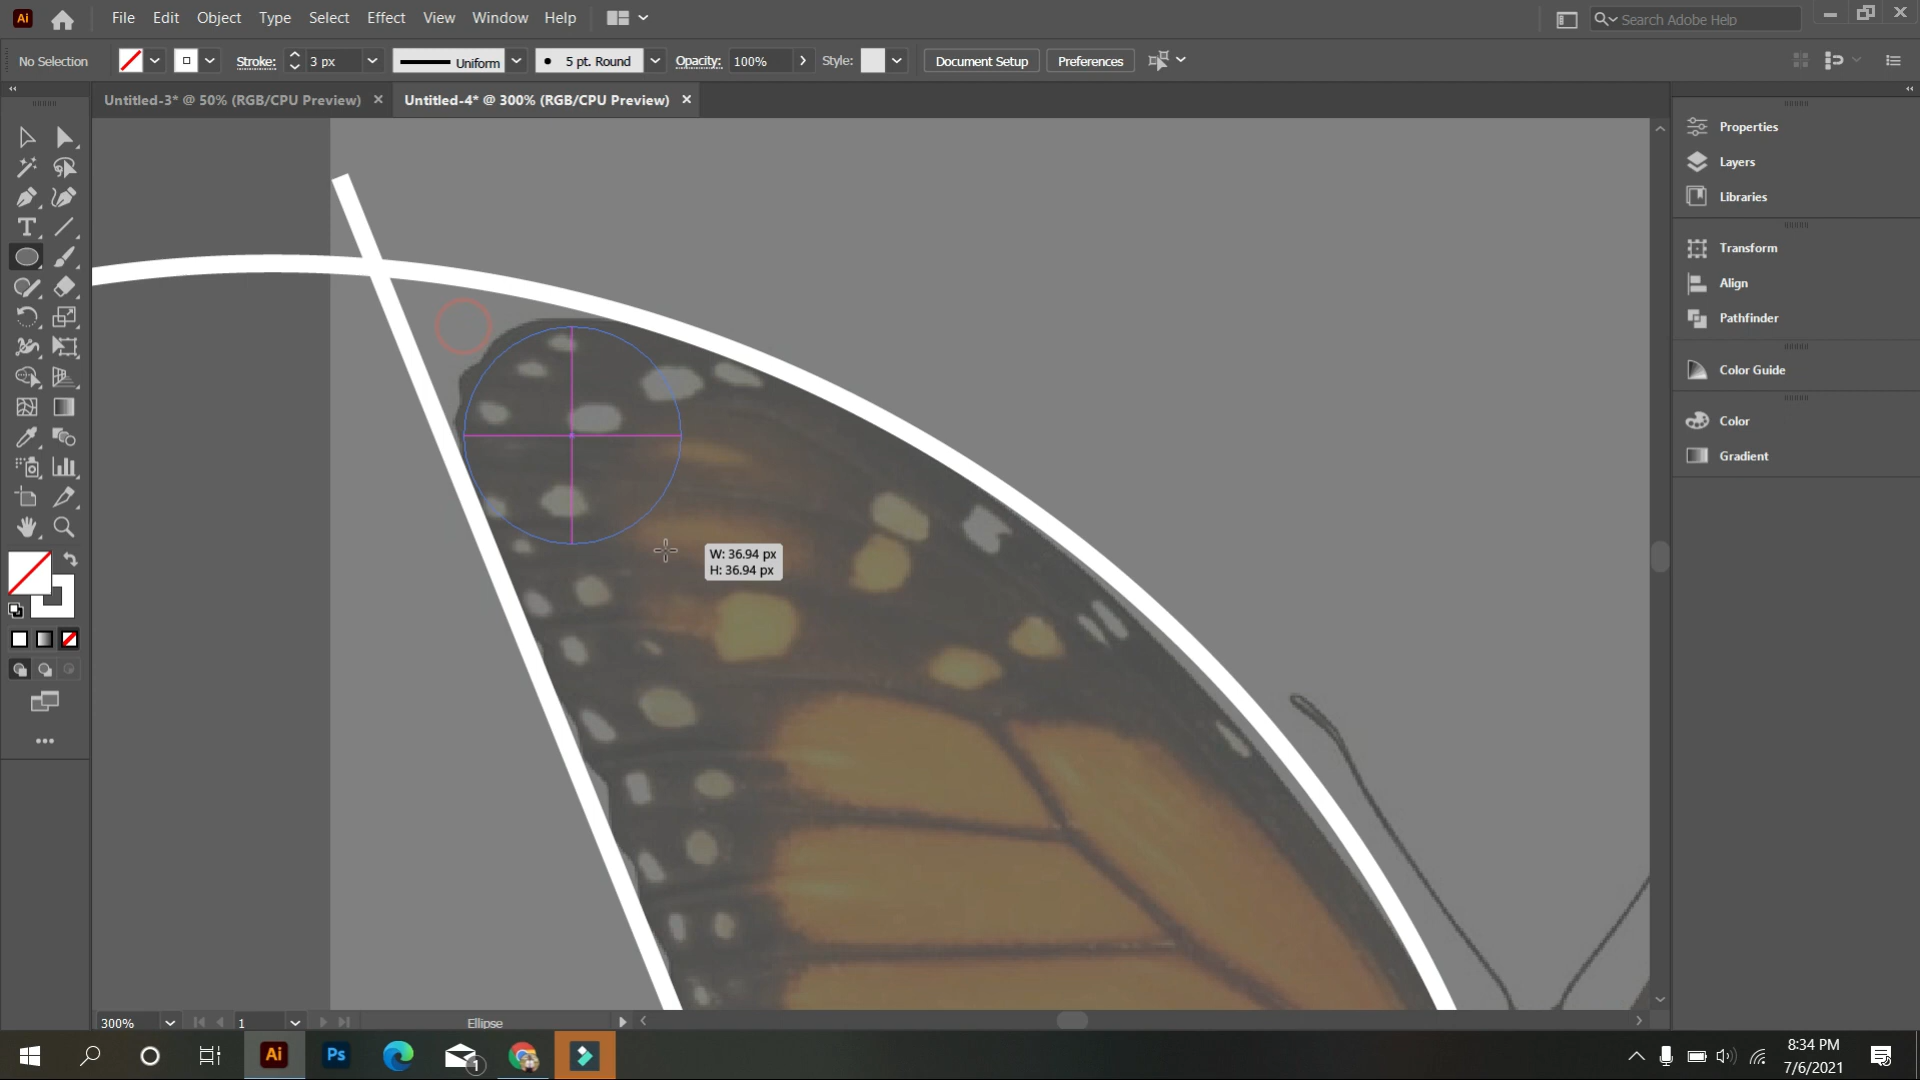 Ai File Edit Object Type Select Effect View Window Help Search Adobe Help
No Selection Stroke: 3 px Uniform 5 pt. Round Opacity: 100% Style: Document Setup Preferences
Untitled-3* @ 50% (RGB/CPU Preview) Untitled-4* @ 300% (RGB/CPU Preview)
Properties
Layers
Libraries
Transform
Align
Pathfinder
Color Guide
Color
Gradient
W: 36.94 px
H: 36.94 px
300% 1 Ellipse
Ai Ps 1
8:34 PM
7/6/2021